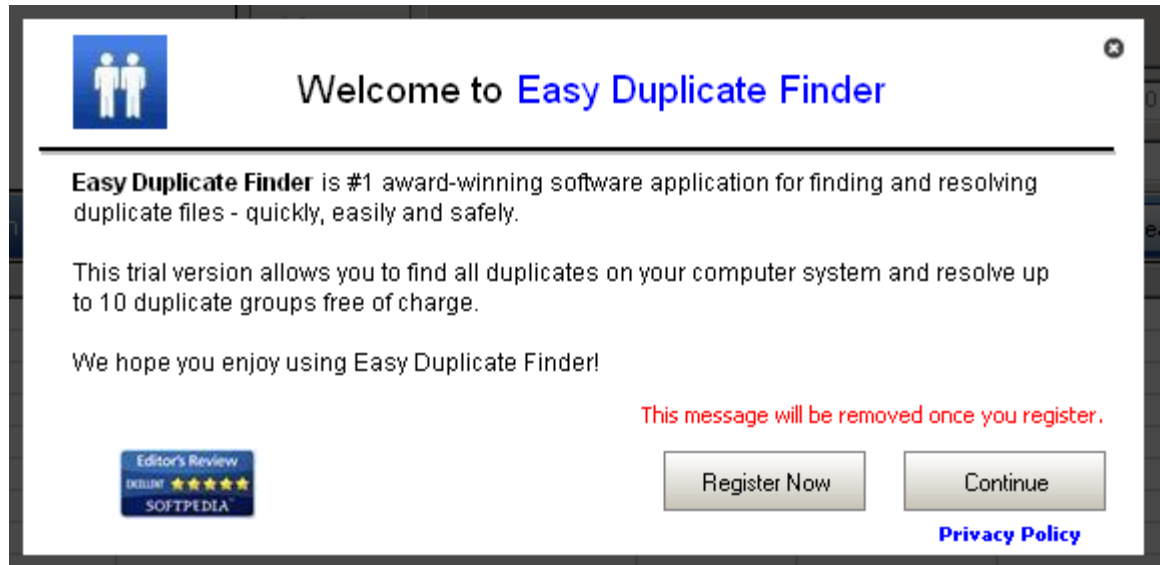 Welcome to Easy Duplicate Finder
Easy Duplicate Finder is #1 award-winning software application for finding and resolving
duplicate files - quickly, easily and safely.
This trial version allows you to find all duplicates on your computer system and resolve up
to 10 duplicate groups free of charge.
We hope you enjoy using Easy Duplicate Finder!
This message will be removed once you register.
Editor's Review
EXCELLENT
SOFTPEDIA
Register Now
Continue
Privacy Policy